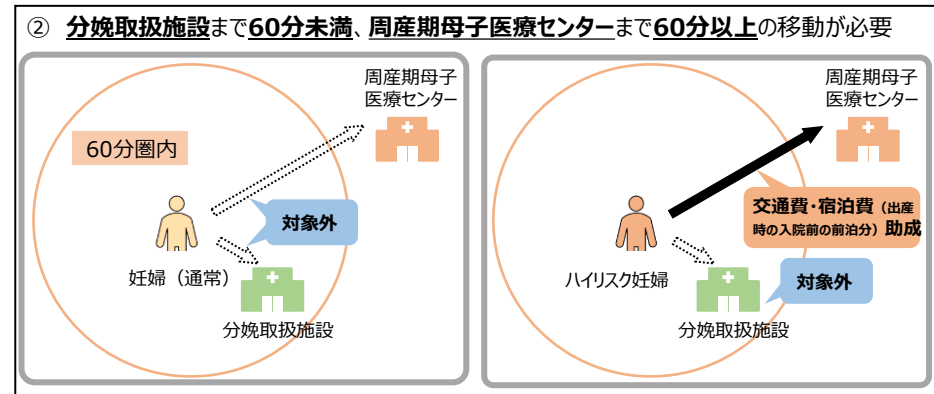 ② 分娩取扱施設まで60分未満、周産期母子医療センターまで60分以上の移動が必要
周産期母子
医療センター
60分圏内
対象外
妊婦（通常）
分娩取扱施設
周産期母子
医療センター
交通費・宿泊費（出産
時の入院前の前泊分）助成
ハイリスク妊婦
対象外
分娩取扱施設